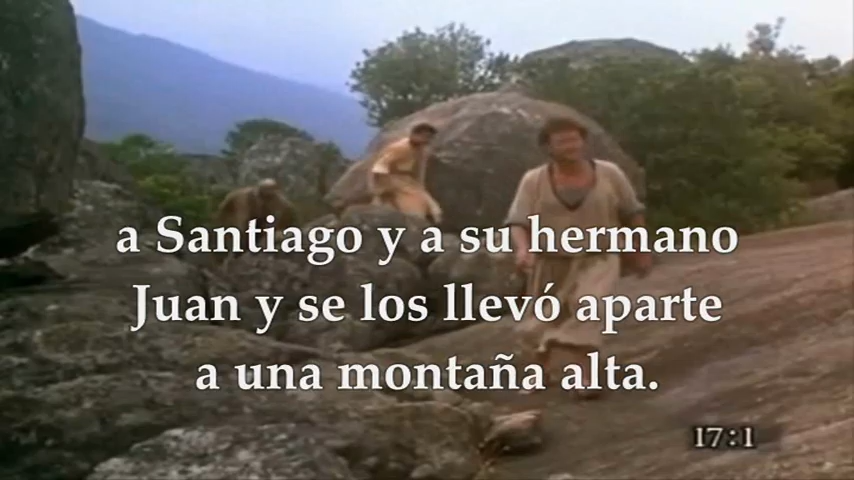 a Santiago y a su hermano
Juan y se los llevó aparte
a una montaña alta.
17:1